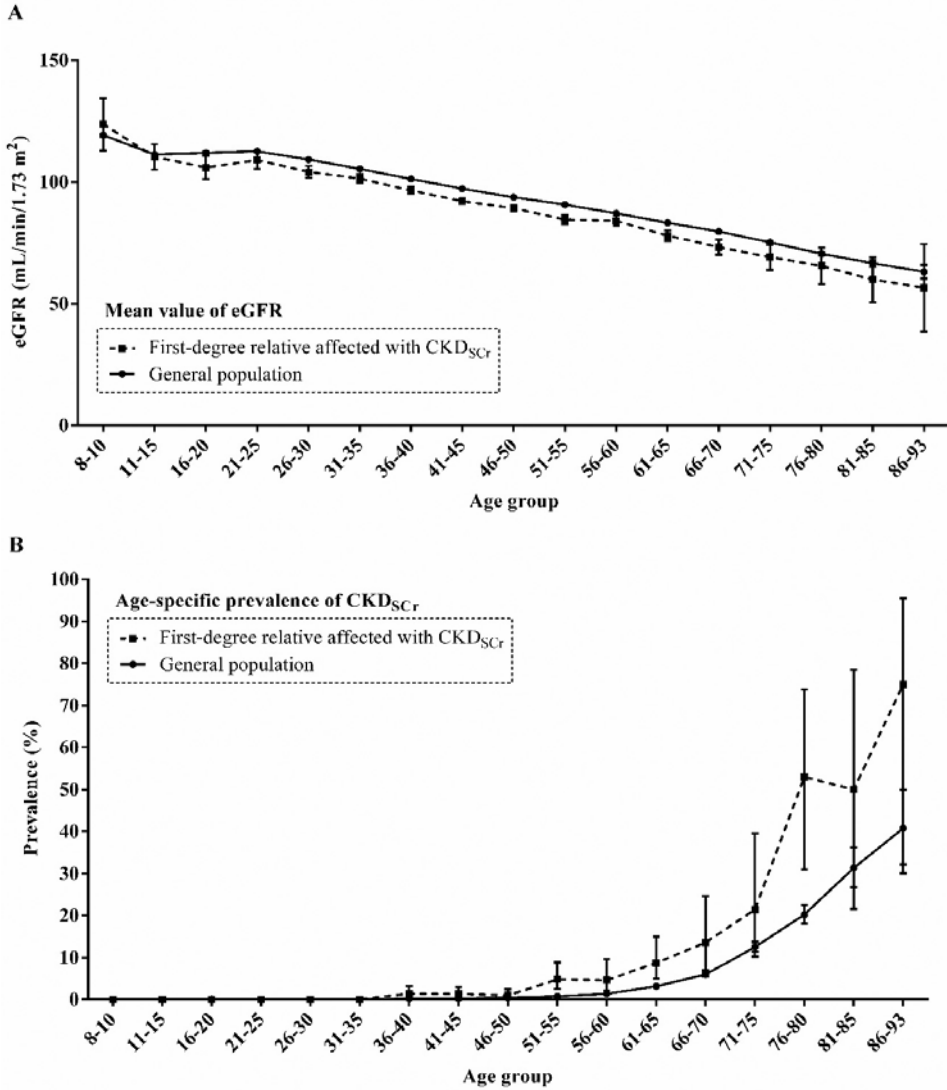 A
150
100
50
0
eGFR (mL/min/1.73 m²)
Mean value of eGFR
First-degree relative affected with CKDSCr
General population
8-10 11-15 16-20 21-25 26-30 31-35 36-40 41-45 46-50 51-55 56-60 61-65 66-70 71-75 76-80 81-85 86-93
Age group
B
100
90
80
70
60
50
40
30
20
10
0
Prevalence (%)
Age-specific prevalence of CKDSCr
First-degree relative affected with CKDSCr
General population
8-10 11-15 16-20 21-25 26-30 31-35 36-40 41-45 46-50 51-55 56-60 61-65 66-70 71-75 76-80 81-85 86-93
Age group